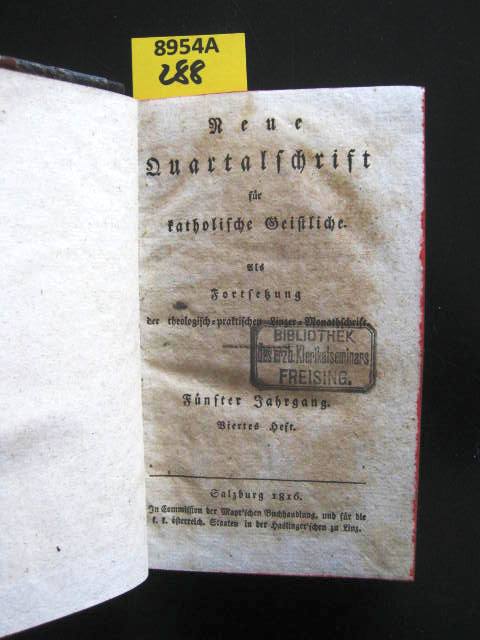 8954A
288
Neue
Quartalschrift
für
katholische Geistliche.
Als
Fortsetzung
der theologisch-praktischen Linzer-Monathschrift.
BIBLIOTHEK
des erzb. Klerikalseminars
FREISING.
Fünfter Jahrgang.
Viertes Heft.
Salzburg 1816.
In Commission der Mayr'schen Buchhandlung, und für die
k. k. österreich. Staaten in der Haslinger'schen zu Linz.